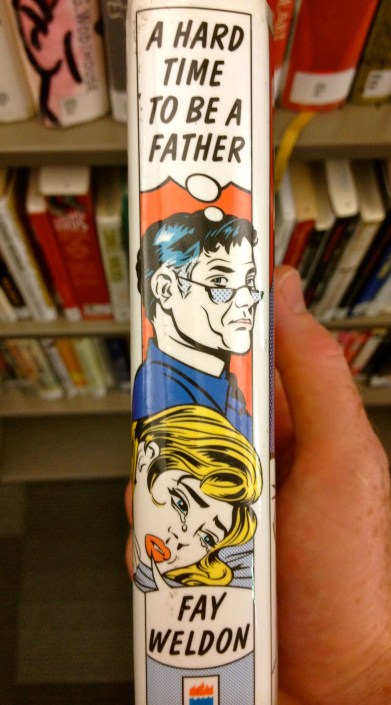 A HARD
TIME
TO BE A
FATHER
FAY
WELDON